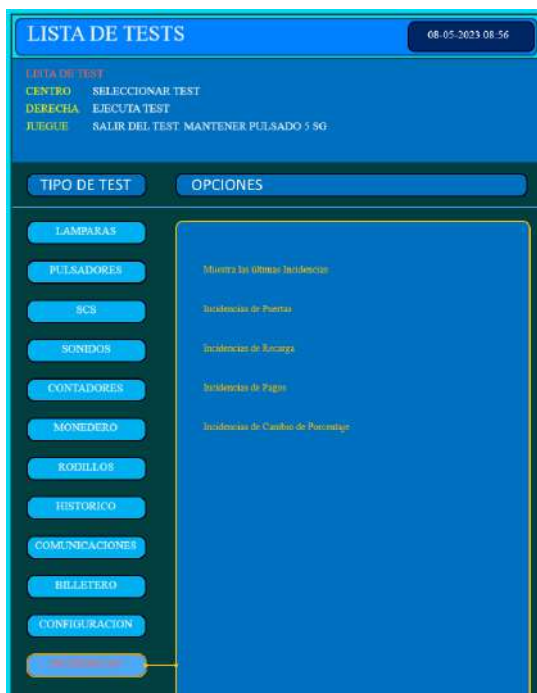 LISTA DE TESTS
08-05-2023 08:56
LISTA DE TEST
CENTRO SELECCIONAR TEST
DERECHA EJECUTA TEST
JUEGUE SALIR DEL TEST. MANTENER PULSADO 5 SG
TIPO DE TEST OPCIONES
LAMPARAS
PULSADORES
Muestra las últimas Incidencias
SCS
Incidencias de Puertas
SONIDOS
Incidencias de Recarga
CONTADORES
Incidencias de Pagos
MONEDERO
Incidencias de Cambio de Porcentaje
RODILLOS
HISTORICO
COMUNICACIONES
BILLETERO
CONFIGURACION